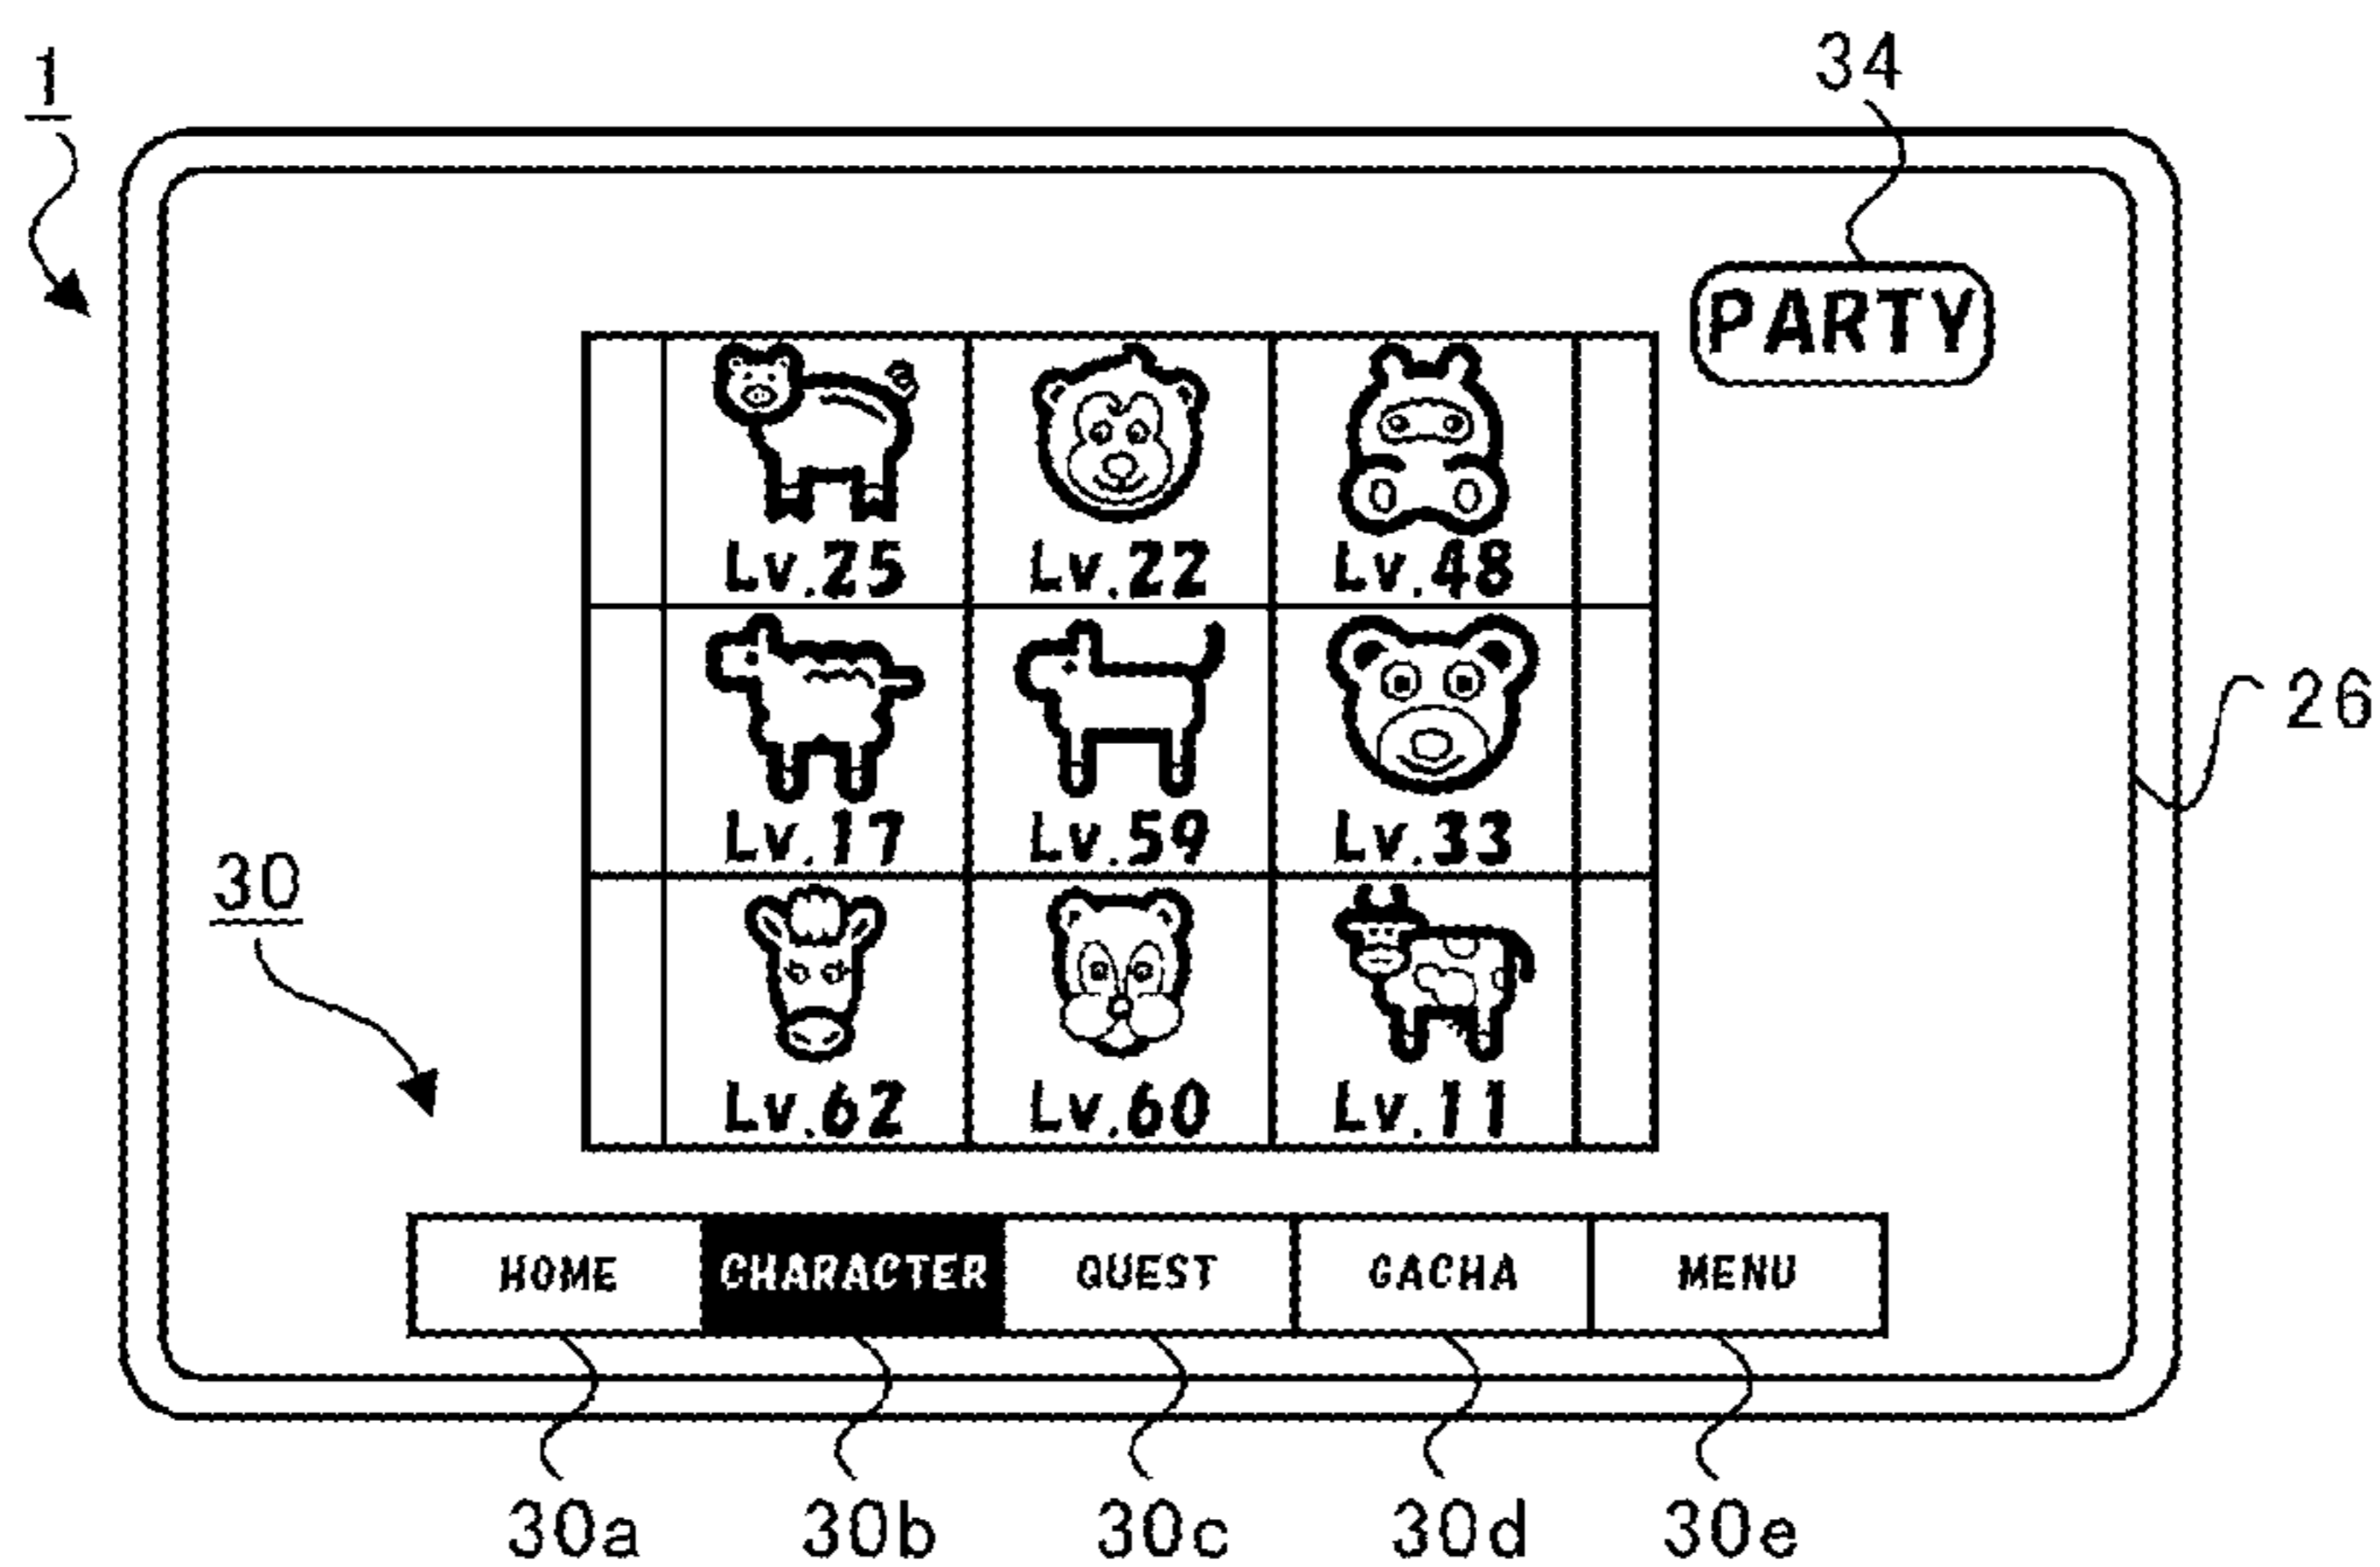 1
34
PARTY
Lv.25 Lv.22 Lv.48
26
Lv.17 Lv.59 Lv.33
30
Lv.62 Lv.60 Lv.11
HOME CHARACTER QUEST GACHA MENU
30a 30b 30c 30d 30e